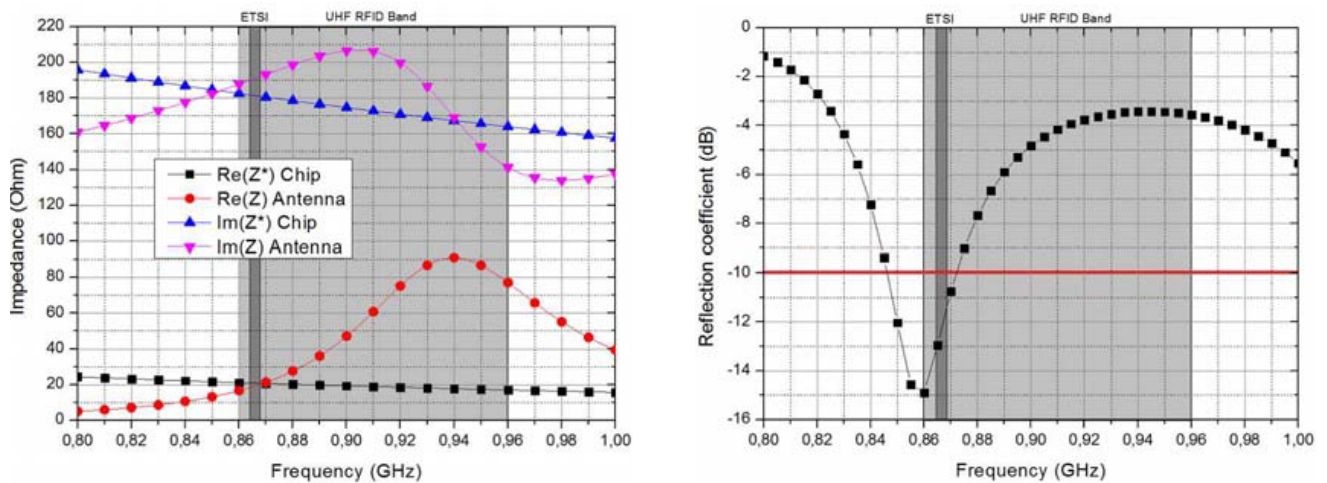 ETSI UHF RFID Band
220
200
180
160
140
120
100
80
60
40
20
0
Impedance (Ohm)
Re(Z*) Chip
Re(Z) Antenna
Im(Z*) Chip
Im(Z) Antenna
0,80 0,82 0,84 0,86 0,88 0,90 0,92 0,94 0,96 0,98 1,00
Frequency (GHz)
ETSI UHF RFID Band
0
-2
-4
-6
-8
-10
-12
-14
-16
Reflection coefficient (dB)
0,80 0,82 0,84 0,86 0,88 0,90 0,92 0,94 0,96 0,98 1,00
Frequency (GHz)